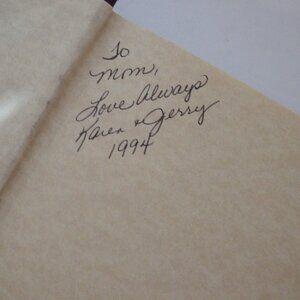 To
Mom,
Love Always
Karen & Jerry
1994